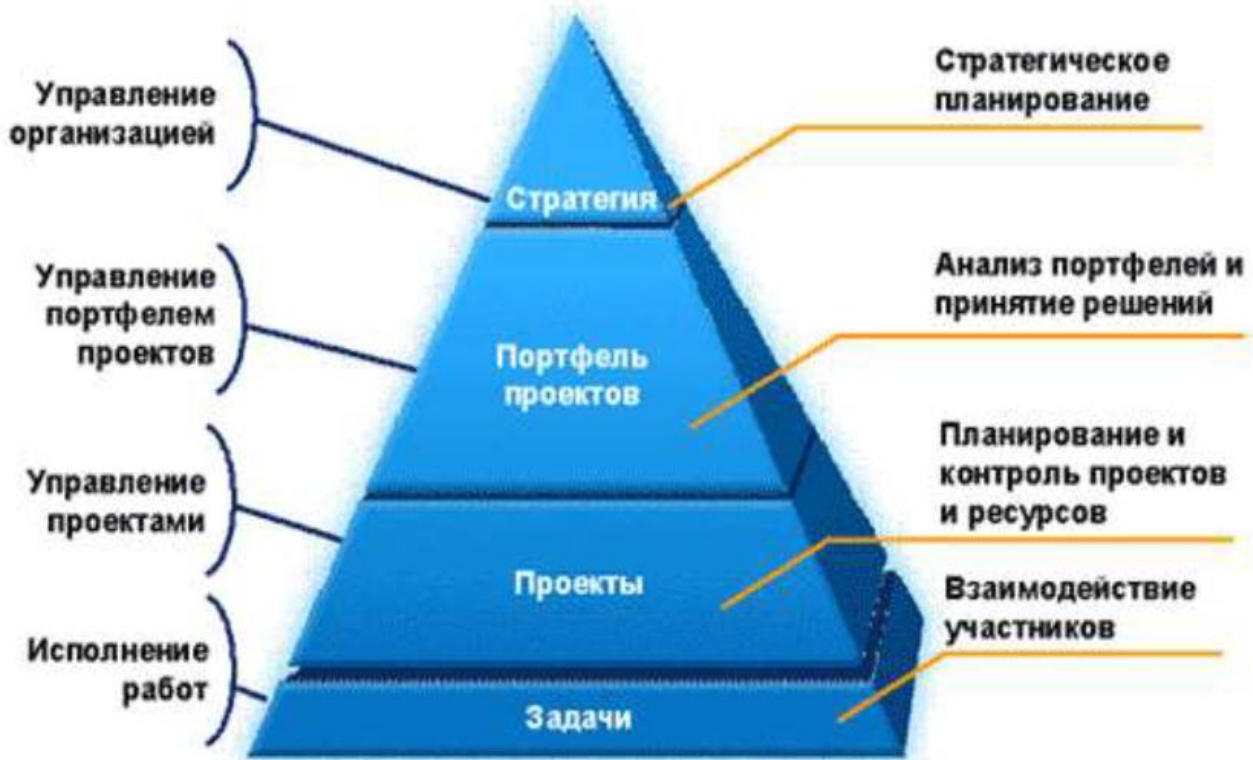 Управление
организацией
Стратегическое
планирование
Стратегия
Управление
портфелем
проектов
Анализ портфелей и
принятие решений
Портфель
проектов
Управление
проектами
Планирование и
контроль проектов
и ресурсов
Проекты
Исполнение
работ
Взаимодействие
участников
Задачи